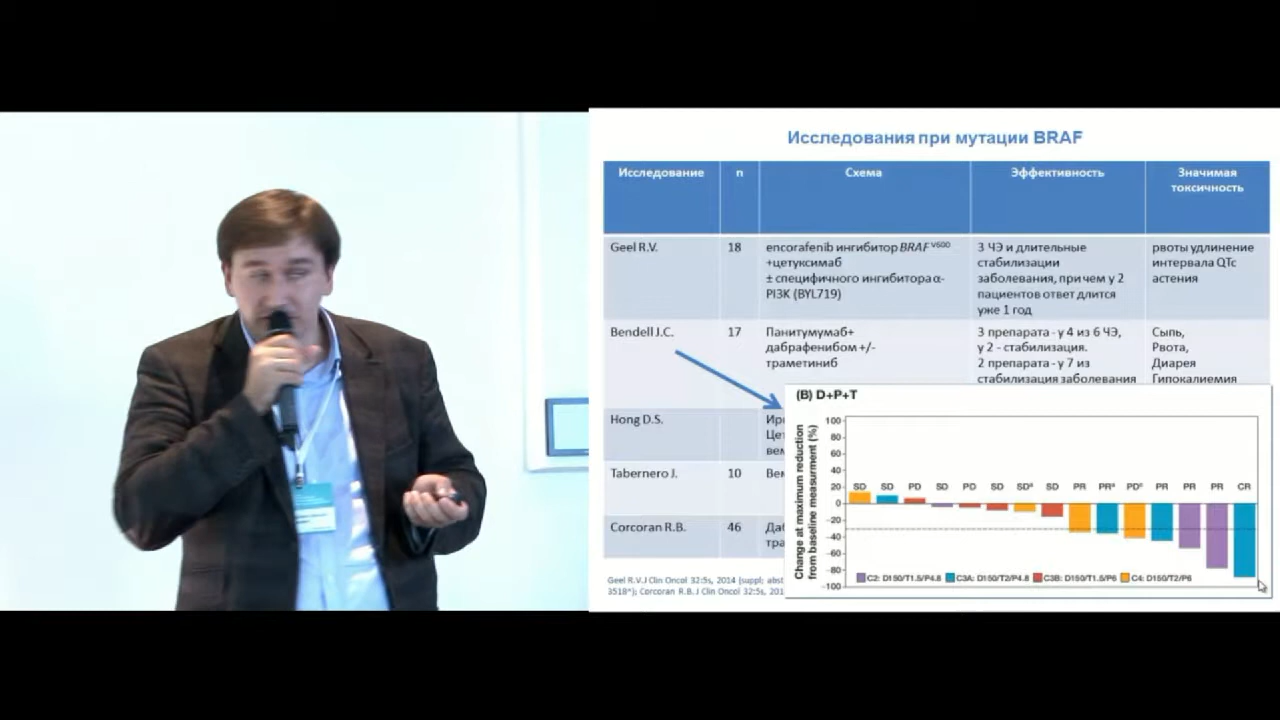 Исследования при мутации BRAF
Исследование
n
Схема
Эффективность
Значимая
токсичность
Geel R.V.
18
encorafenib ингибитор BRAF V600
+цетуксимаб
± специфичного ингибитора α-
PI3K (BYL719)
3 ЧЭ и длительные
стабилизации
заболевания, при чем у 2
пациентов ответ длится
уже 1 год
рвоты удлинение
интервала QTc
астения
Bendell J.C.
17
Панитумумаб+
дабрафенибом +/-
траметиниб
3 препарата - у 4 из 6 ЧЭ,
у 2 - стабилизация.
2 препарата - у 7 из
стабилизация заболевания
Сыпь,
Рвота,
Диарея
Гипокалиемия
Hong D.S.
Ири
Цет
вем
Tabernero J.
10
Вем
Corcoran R.B.
46
Даб
тра
(B) D+P+T
Change at maximum reduction
from baseline measurment (%)
100
80
60
40
20
0
-20
-40
-60
-80
-100
SD SD PD SD PD SD SDª SD PR PRª PDª PR PR PR CR
C2: D150/T1.5/P4.8 C3A: D150/T2/P4.8 C3B: D150/T1.5/P6 C4: D150/T2/P6
Geel R.V.J Clin Oncol 32:5s, 2014 (suppl; abst
3518^); Corcoran R.B. J Clin Oncol 32:5s, 201